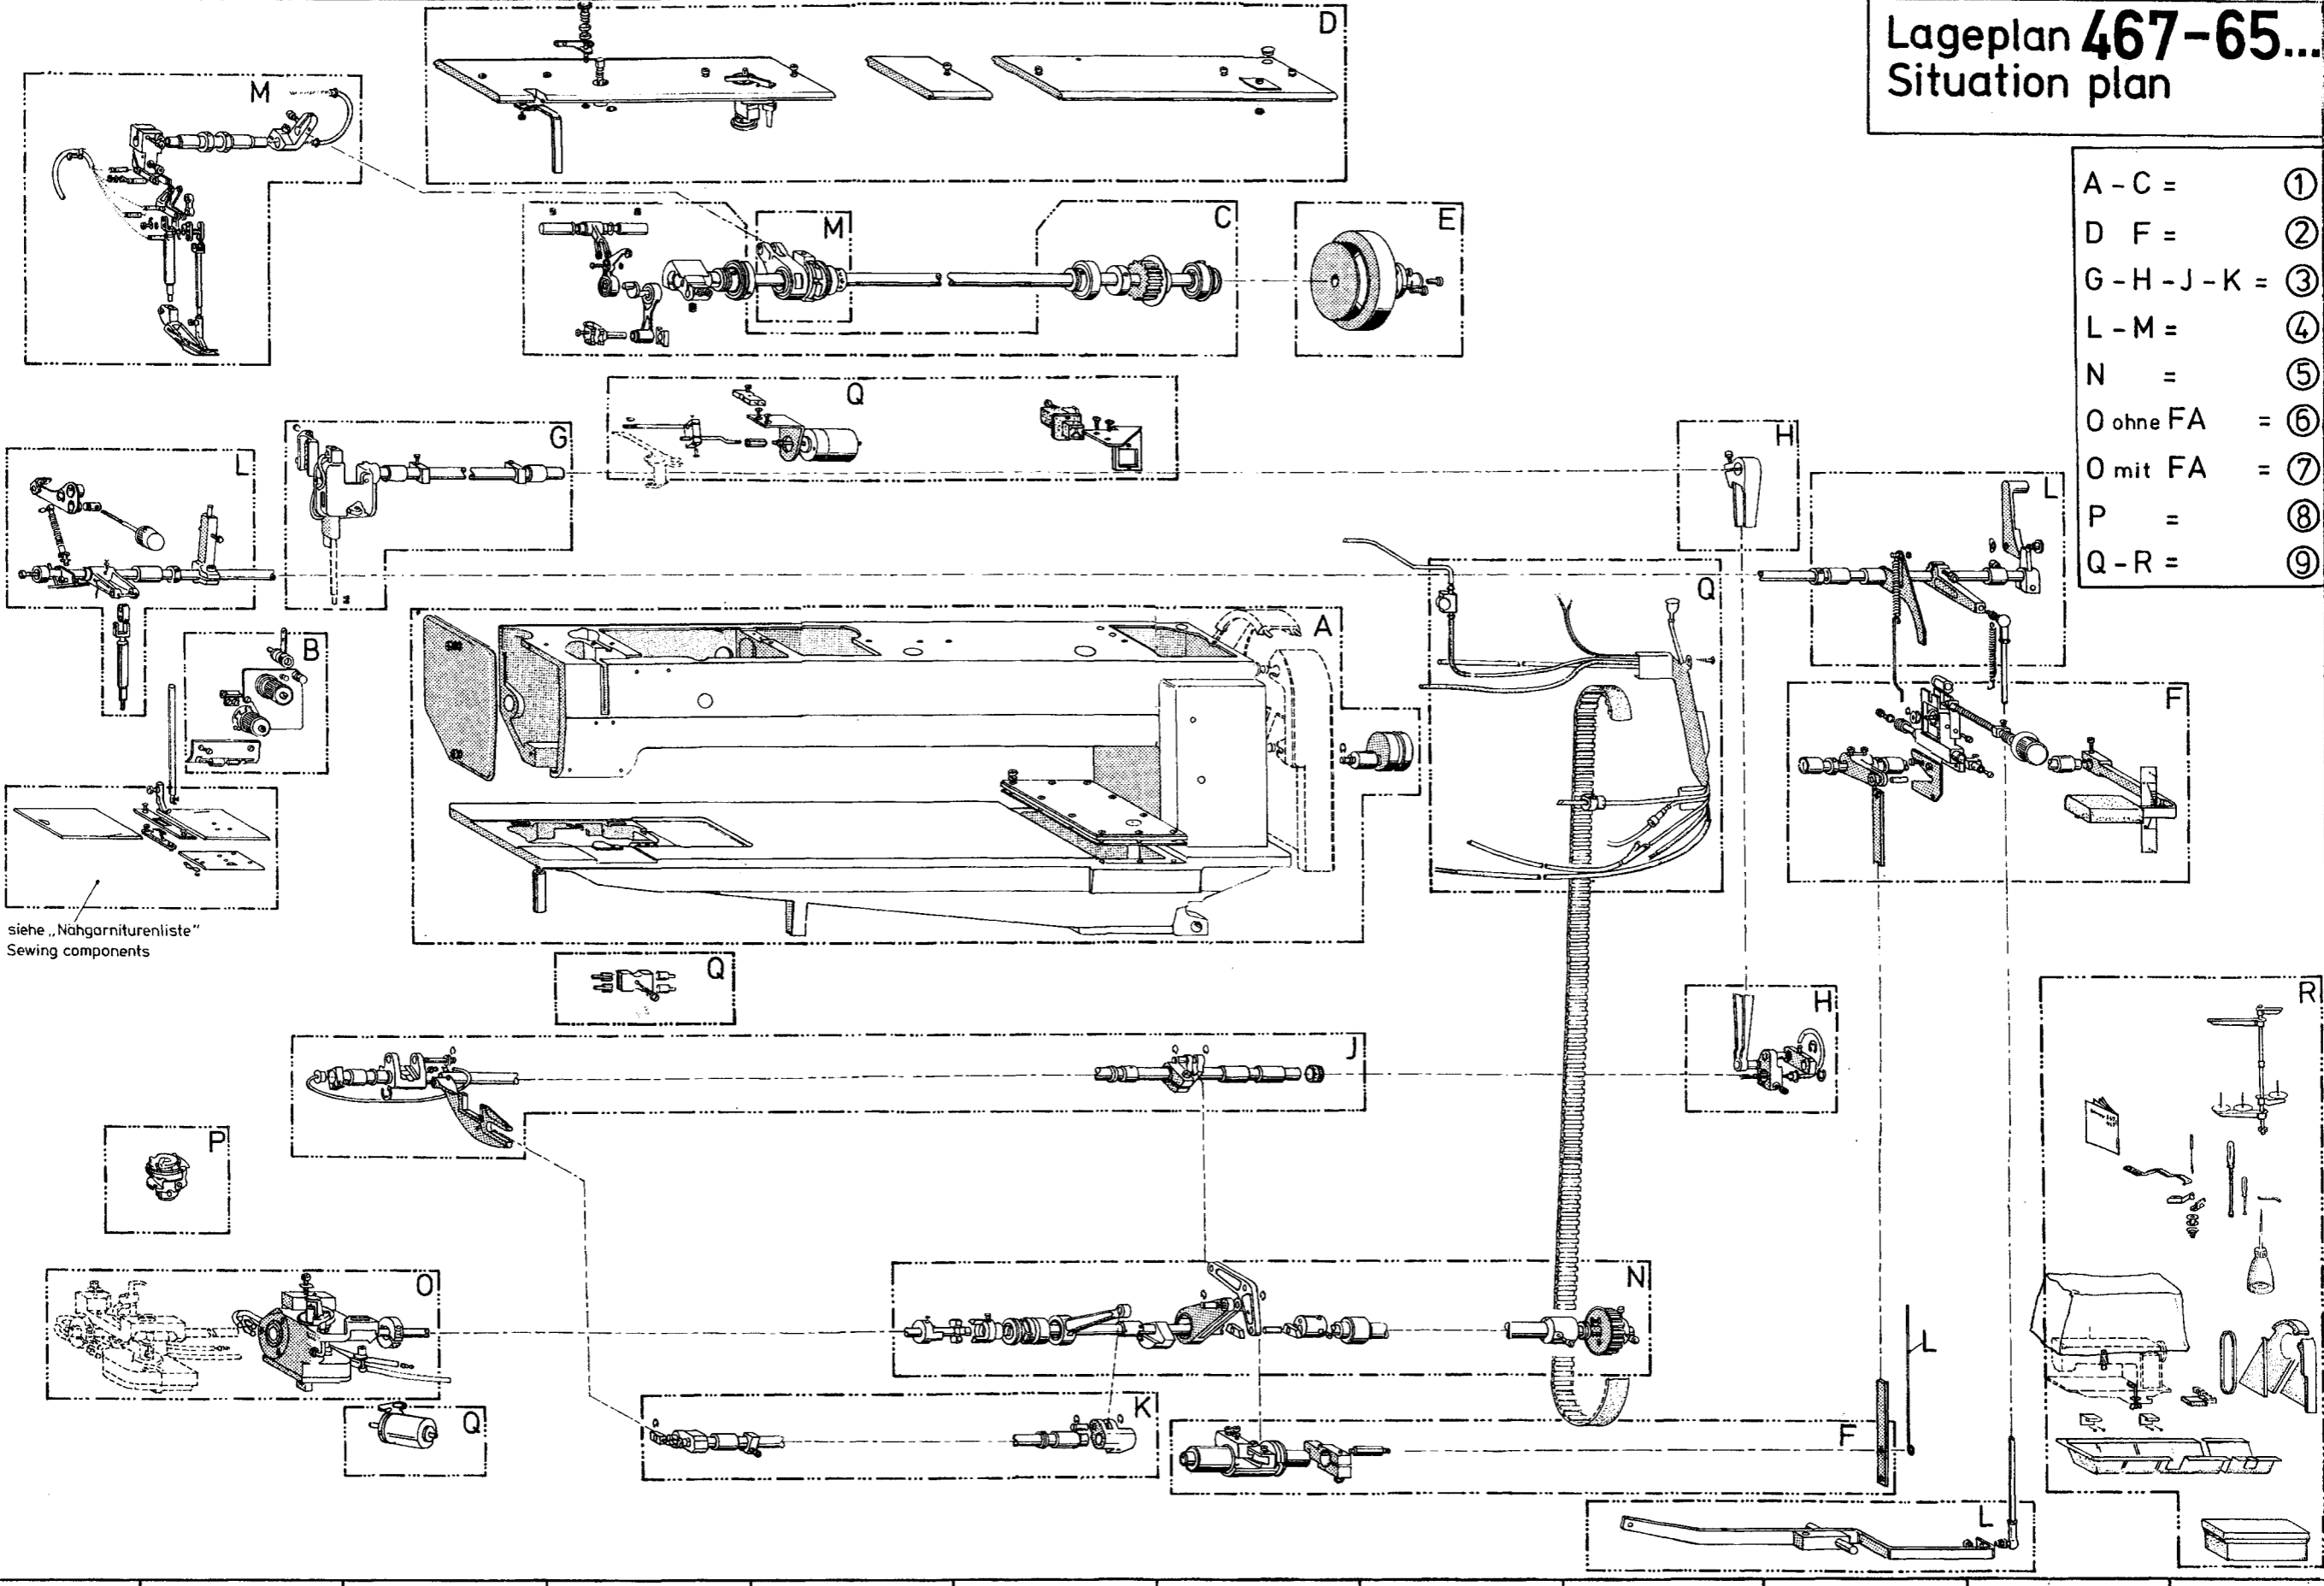 Lageplan 467-65...
Situation plan
A - C = ①
D F = ②
G - H - J - K = ③
L - M = ④
N = ⑤
O ohne FA = ⑥
O mit FA = ⑦
P = ⑧
Q - R = ⑨
D
M
C
M
E
Q
G
H
L
L
A
Q
B
F
siehe „Nähgarniturenliste"
Sewing components
Q
H
R
J
P
O
N
L
Q
K
F
L